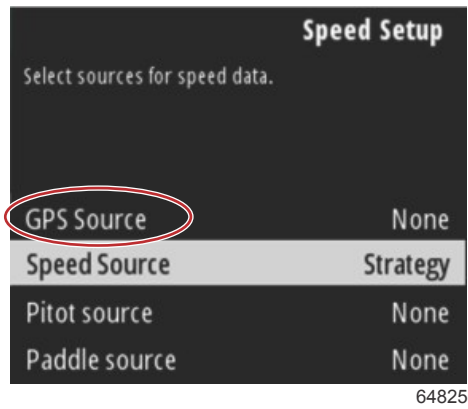 Speed Setup
Select sources for speed data.
GPS Source None
Speed Source Strategy
Pitot source None
Paddle source None
64825